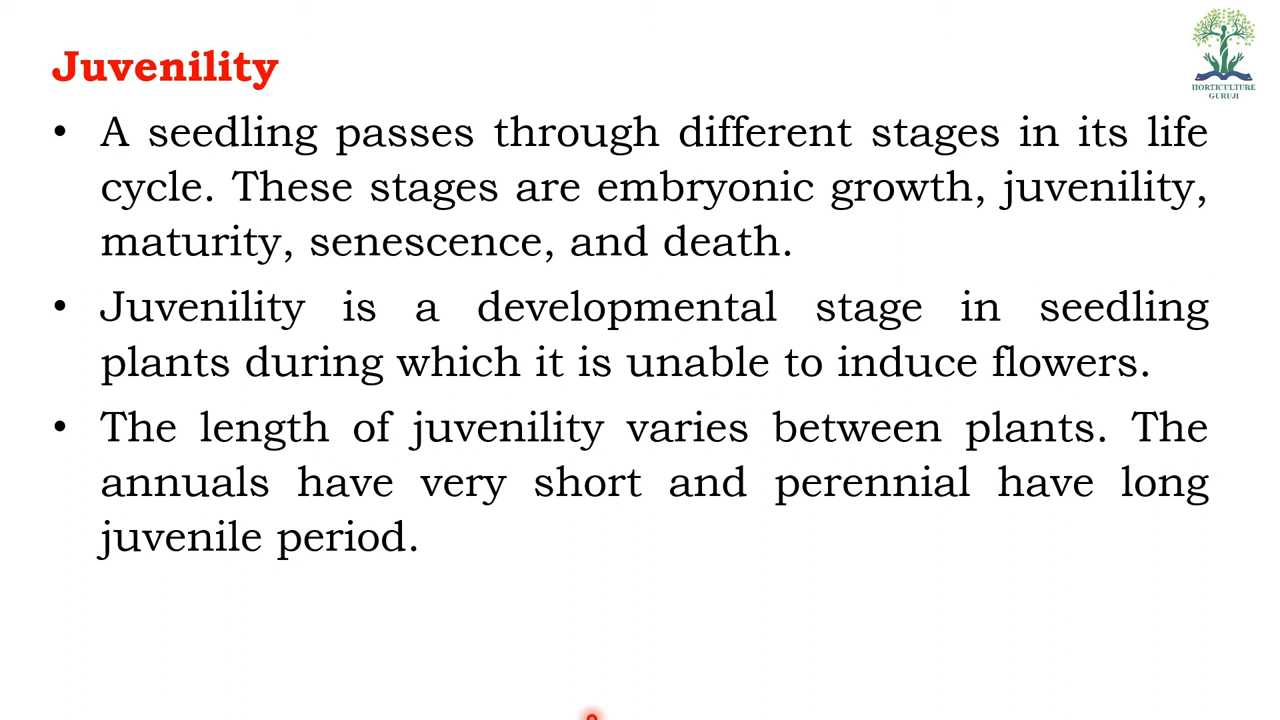 Juvenility
HORTICULTURE
GURUJI
• A seedling passes through different stages in its life
cycle. These stages are embryonic growth, juvenility,
maturity, senescence, and death.
• Juvenility is a developmental stage in seedling
plants during which it is unable to induce flowers.
• The length of juvenility varies between plants. The
annuals have very short and perennial have long
juvenile period.